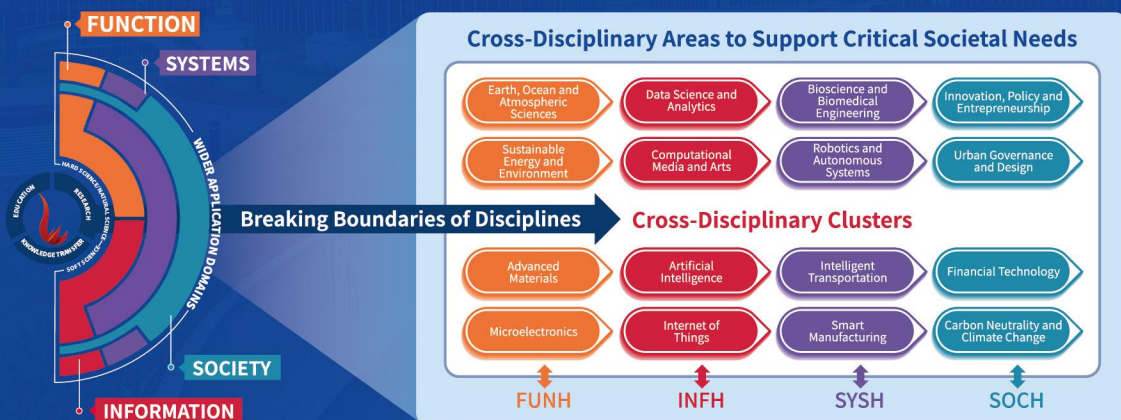 FUNCTION
SYSTEMS
WIDER APPLICATION DOMAINS
HARD SCIENCE/NATURAL SCIENCE
SOFT SCIENCE
EDUCATION
RESEARCH
KNOWLEDGE TRANSFER
SOCIETY
INFORMATION
Breaking Boundaries of Disciplines
Cross-Disciplinary Areas to Support Critical Societal Needs
Earth, Ocean and
Atmospheric
Sciences
Data Science and
Analytics
Bioscience and
Biomedical
Engineering
Innovation, Policy and
Entrepreneurship
Sustainable
Energy and
Environment
Computational
Media and Arts
Robotics and
Autonomous
Systems
Urban Governance
and Design
Cross-Disciplinary Clusters
Advanced
Materials
Artificial
Intelligence
Intelligent
Transportation
Financial Technology
Microelectronics
Internet of
Things
Smart
Manufacturing
Carbon Neutrality and
Climate Change
FUNH
INFH
SYSH
SOCH